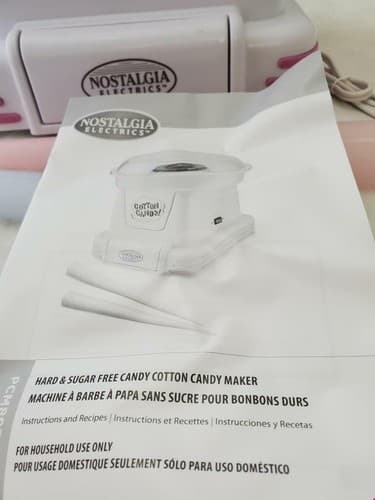 NOSTALGIA
ELECTRICS™
NOSTALGIA
ELECTRICS™
COTTON
CANDY!
HARD & SUGAR FREE CANDY COTTON CANDY MAKER
MACHINE À BARBE À PAPA SANS SUCRE POUR BONBONS DURS
Instructions and Recipes | Instructions et Recettes | Instrucciones y Recetas
FOR HOUSEHOLD USE ONLY
POUR USAGE DOMESTIQUE SEULEMENT SÓLO PARA USO DOMÉSTICO